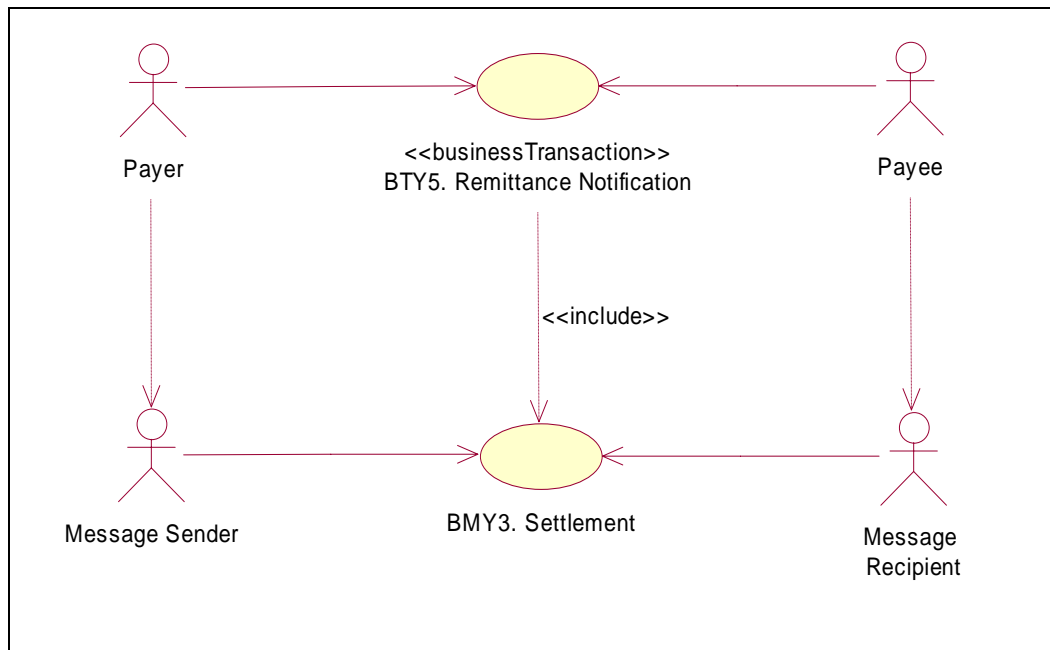 Payer
<<businessTransaction>>
BTY5. Remittance Notification
Payee
<<include>>
Message Sender
BMY3. Settlement
Message
Recipient